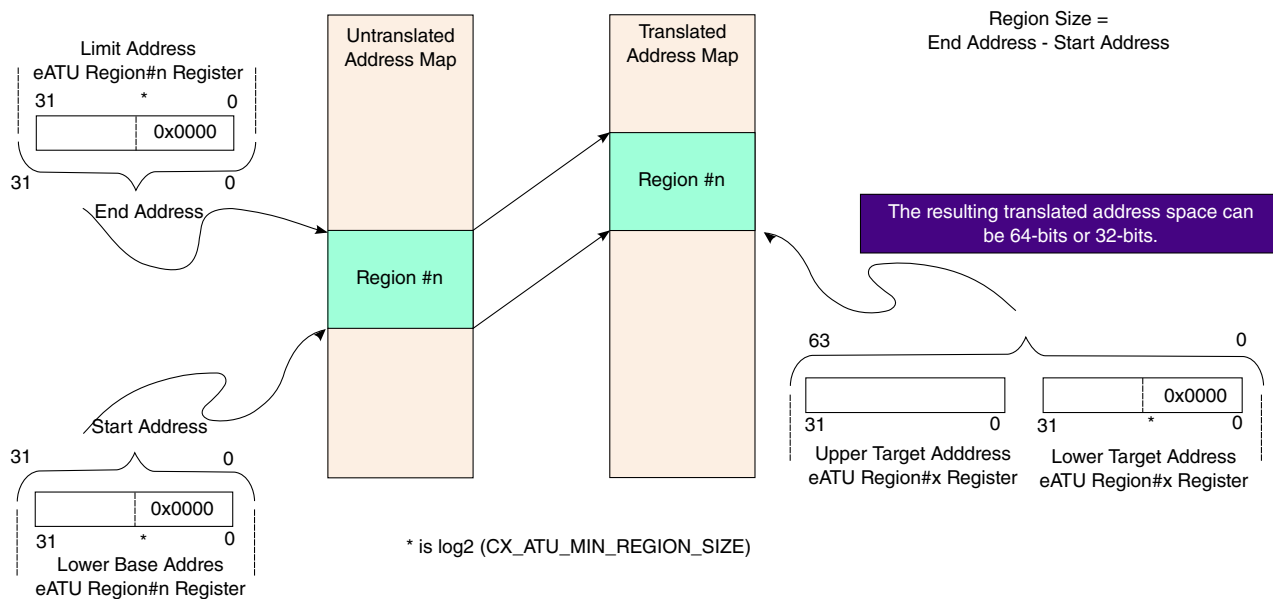 Limit Address
eATU Region#n Register
31 * 0
0x0000
31 0
End Address
Start Address
31 0
0x0000
31 * 0
Lower Base Addres
eATU Region#n Register
Untranslated
Address Map
Region #n
Translated
Address Map
Region #n
Region Size =
End Address - Start Address
The resulting translated address space can
be 64-bits or 32-bits.
63 0
0x0000
31 0 31 * 0
Upper Target Adddress
eATU Region#x Register
Lower Target Address
eATU Region#x Register
* is log2 (CX_ATU_MIN_REGION_SIZE)